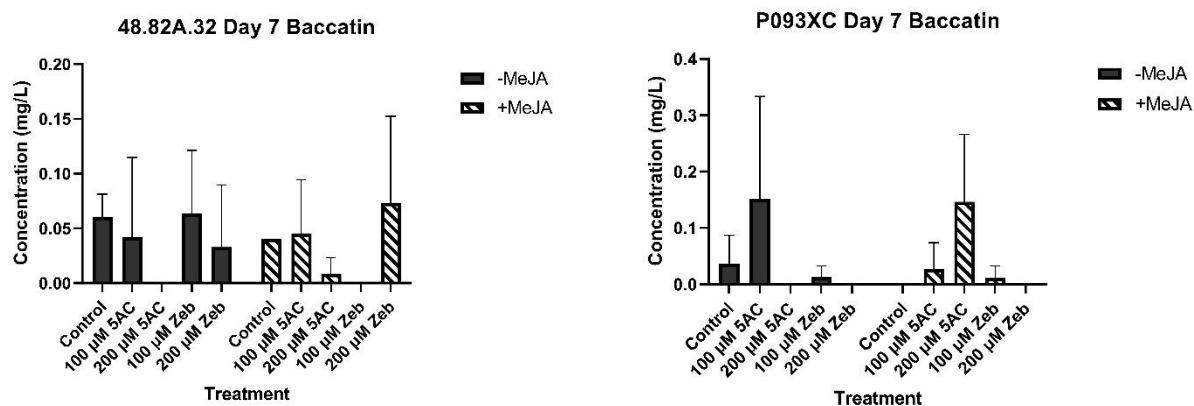 48.82A.32 Day 7 Baccatin
Concentration (mg/L)
0.20
0.15
0.10
0.05
0.00
-MeJA
+MeJA
Control
100 µM 5AC
200 µM 5AC
100 µM Zeb
200 µM Zeb
Control
100 µM 5AC
200 µM 5AC
100 µM Zeb
200 µM Zeb
Treatment
P093XC Day 7 Baccatin
Concentration (mg/L)
0.4
0.3
0.2
0.1
0.0
-MeJA
+MeJA
Control
100 µM 5AC
200 µM 5AC
100 µM Zeb
200 µM Zeb
Control
100 µM 5AC
200 µM 5AC
100 µM Zeb
200 µM Zeb
Treatment